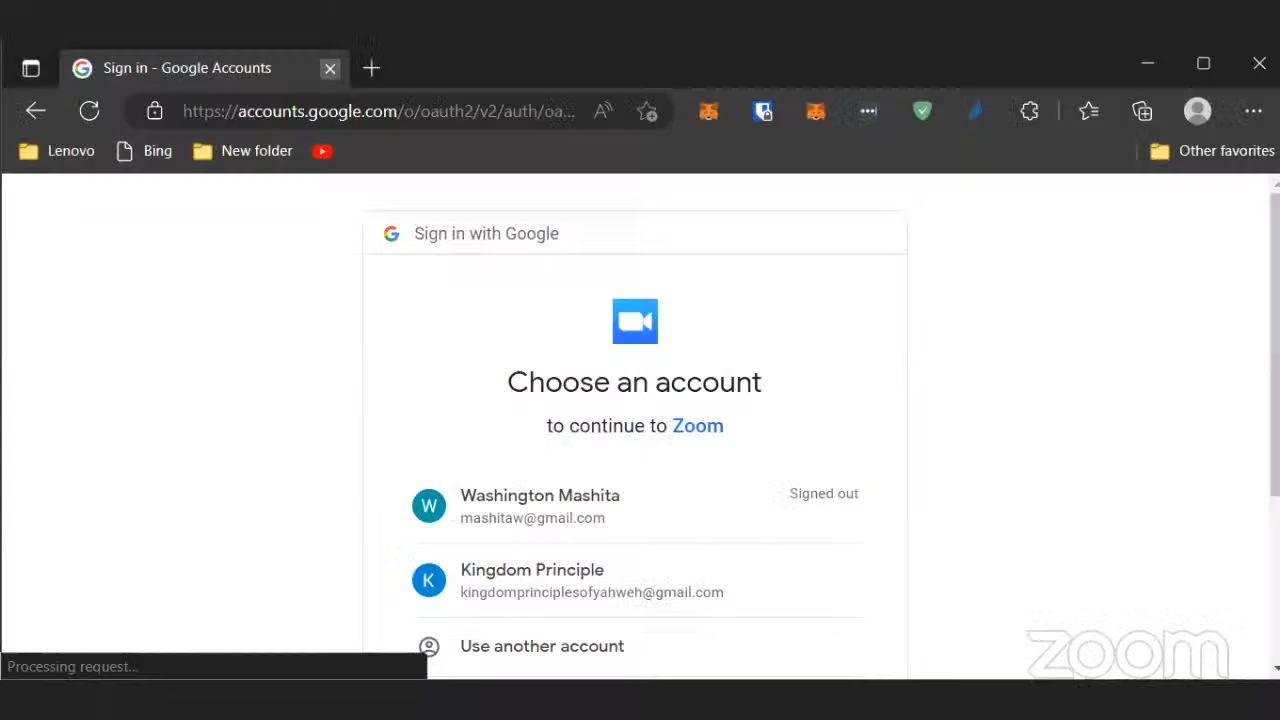 Sign in - Google Accounts
https://accounts.google.com/o/oauth2/v2/auth/oa...
Lenovo
Bing
New folder
Other favorites
Sign in with Google
Choose an account
to continue to Zoom
W
Washington Mashita
Signed out
mashitaw@gmail.com
K
Kingdom Principle
kingdomprinciplesofyahweh@gmail.com
Use another account
Processing request...
zoom